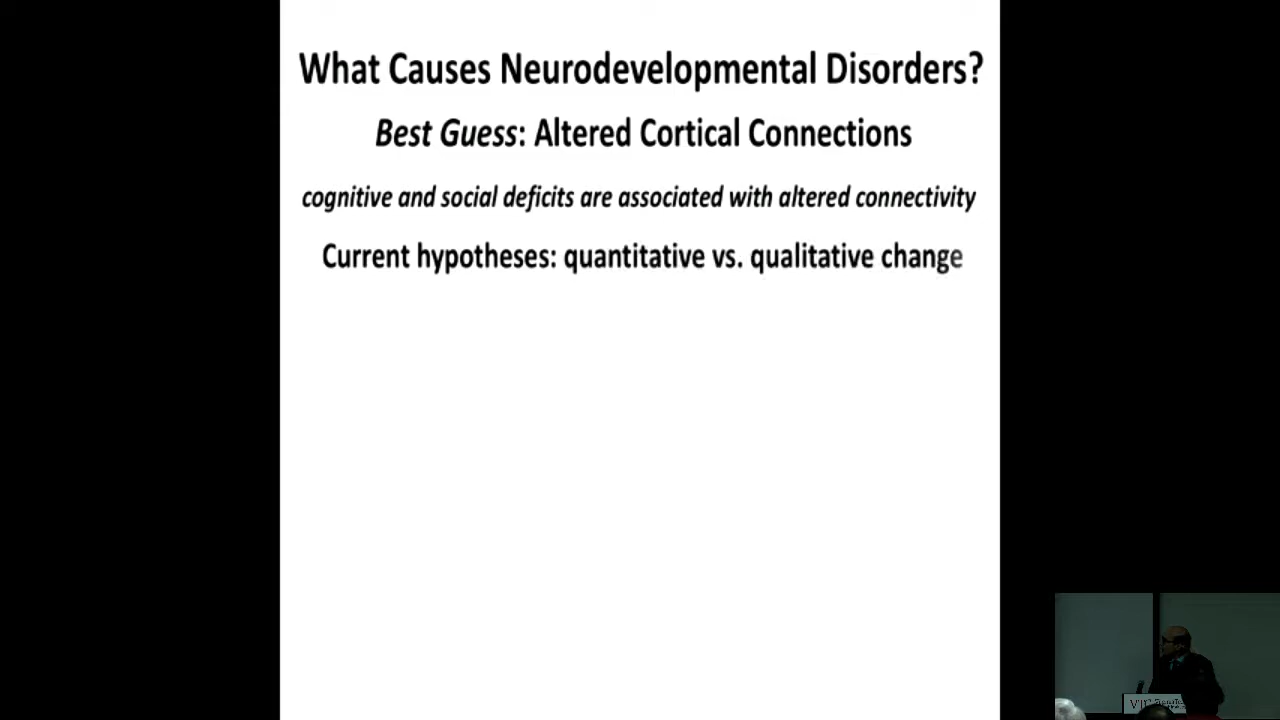 What Causes Neurodevelopmental Disorders?
Best Guess: Altered Cortical Connections
cognitive and social deficits are associated with altered connectivity
Current hypotheses: quantitative vs. qualitative change